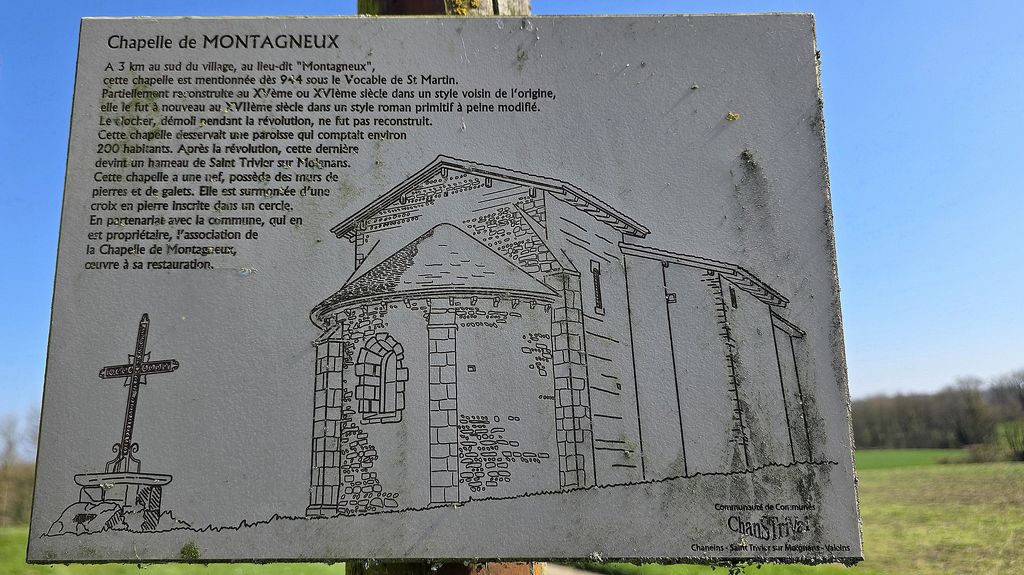 Chapelle de MONTAGNEUX
A 3 km au sud du village, au lieu-dit "Montagneux",
cette chapelle est mentionnée dès 944 sous le Vocable de St Martin.
Partiellement reconstruite au XVème ou XVIème siècle dans un style voisin de l'origine,
elle le fut à nouveau au XVIIème siècle dans un style roman primitif à peine modifié.
Le clocher, démoli pendant la révolution, ne fut pas reconstruit.
Cette chapelle desservait une paroisse qui comptait environ
200 habitants. Après la révolution, cette dernière
devint un hameau de Saint Trivier sur Moignans.
Cette chapelle a une nef, possède des murs de
pierres et de galets. Elle est surmontée d'une
croix en pierre inscrite dans un cercle.
En partenariat avec la commune, qui en
est propriétaire, l'association de
la Chapelle de Montagneux,
œuvre à sa restauration.
Communauté de Communes
ChanSTriVal
Chaneins - Saint Trivier sur Moignans - Valeins